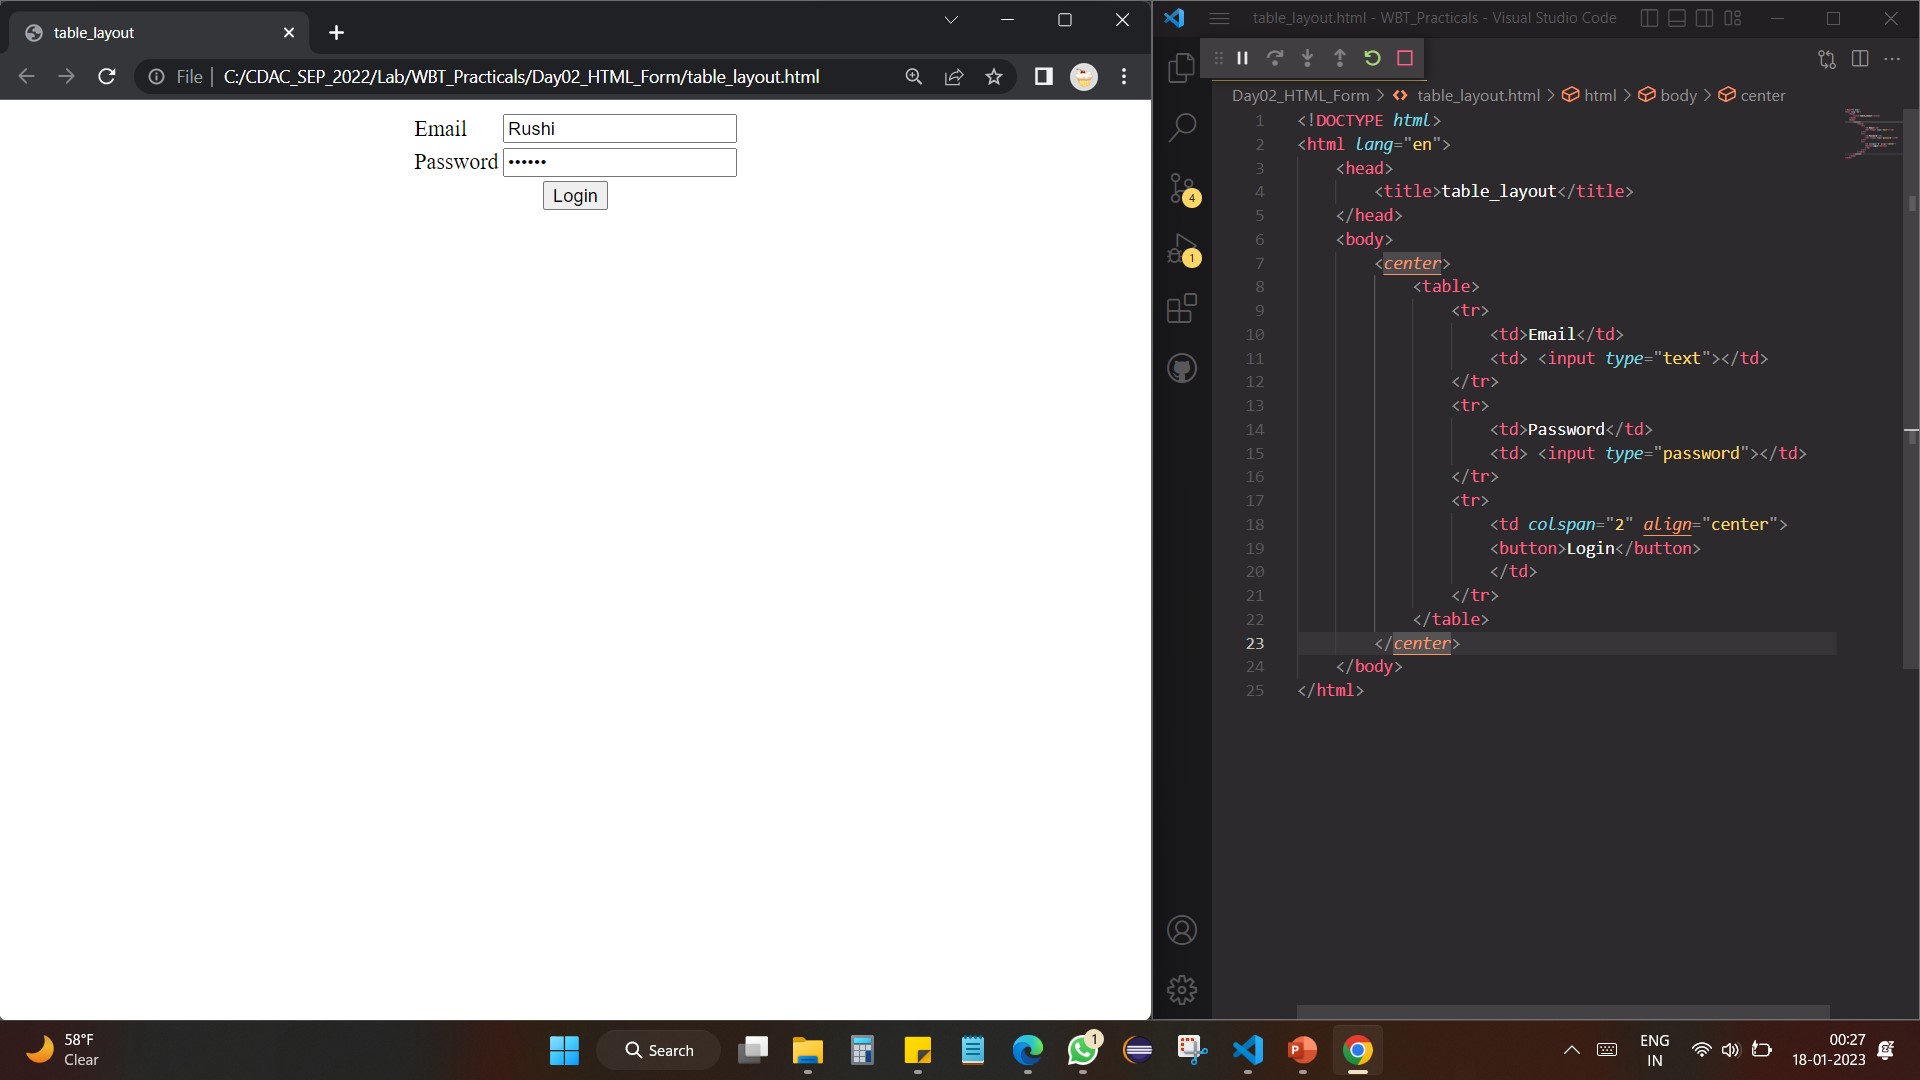 table_layout
File C:/CDAC_SEP_2022/Lab/WBT_Practicals/Day02_HTML_Form/table_layout.html
Email Rushi
Password ••••••
Login
table_layout.html - WBT_Practicals - Visual Studio Code
Day02_HTML_Form > table_layout.html > html > body > center
1 <!DOCTYPE html>
2 <html lang="en">
3 <head>
4 <title>table_layout</title>
5 </head>
6 <body>
7 <center>
8 <table>
9 <tr>
10 <td>Email</td>
11 <td> <input type="text"></td>
12 </tr>
13 <tr>
14 <td>Password</td>
15 <td> <input type="password"></td>
16 </tr>
17 <tr>
18 <td colspan="2" align="center">
19 <button>Login</button>
20 </td>
21 </tr>
22 </table>
23 </center>
24 </body>
25 </html>
4
1
58°F
Clear
Search
1
P
ENG
IN
00:27
18-01-2023